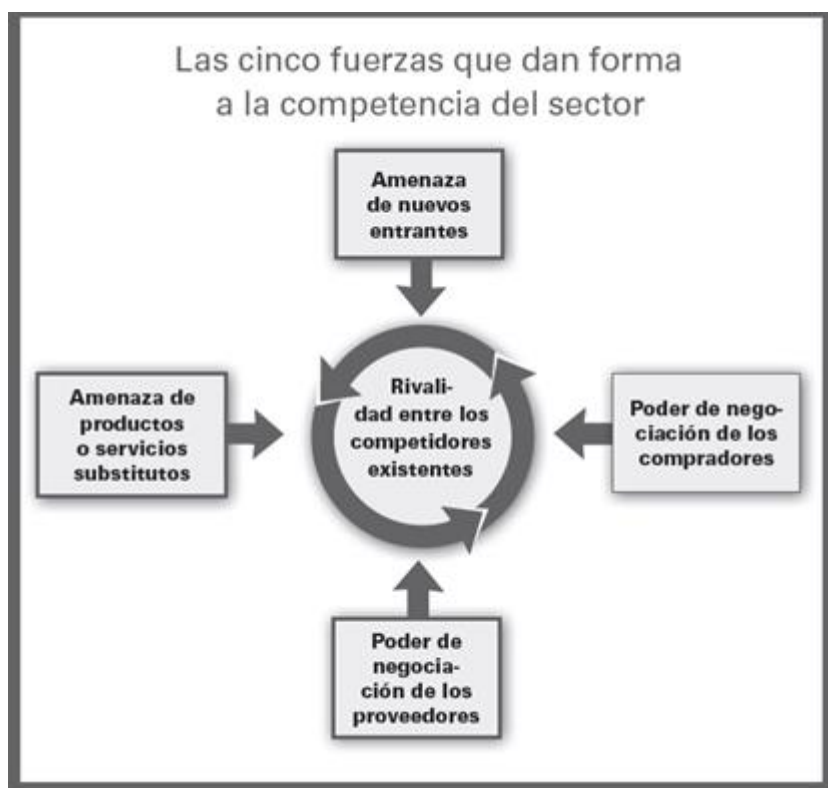 Las cinco fuerzas que dan forma
a la competencia del sector
Amenaza
de nuevos
entrantes
Amenaza de
productos
o servicios
substitutos
Rivali-
dad entre los
competidores
existentes
Poder de nego-
ciación de los
compradores
Poder de
negocia-
ción de los
proveedores